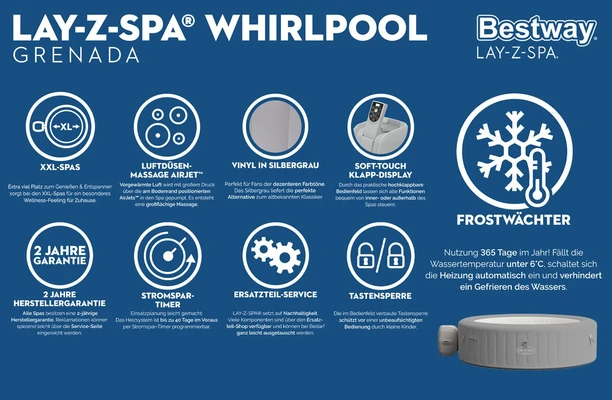 LAY-Z-SPA® WHIRLPOOL
GRENADA
Bestway®
LAY-Z-SPA®
←XL→
XXL-SPAS
Extra viel Platz zum Genießen & Entspannen
sorgt bei den XXL-Spas für ein besonderes
Wellness-Feeling für Zuhause.
LUFTDÜSEN-
MASSAGE AIRJET™
Vorgewärmte Luft wird mit großem Druck
über die am Bodenrand positionierten
AirJets™ in den Spa gepumpt. Es entsteht
eine großflächige Massage.
VINYL IN SILBERGRAU
Perfekt für Fans der dezenteren Farbtöne.
Das Silbergrau liefert die perfekte
Alternative zum altbekannten Klassiker
SOFT-TOUCH
KLAPP-DISPLAY
Durch das praktische hochklappbare
Bedienfeld lassen sich alle Funktionen
bequem von inner- oder außerhalb des
Spas steuern.
FROSTWÄCHTER
Nutzung 365 Tage im Jahr! Fällt die
Wassertemperatur unter 6°C, schaltet sich
die Heizung automatisch ein und verhindert
ein Gefrieren des Wassers.
2 JAHRE
GARANTIE
2 JAHRE
HERSTELLERGARANTIE
Alle Spas besitzen eine 2-jährige
Herstellergarantie. Reklamationen können
spielend leicht über die Service-Seite
eingereicht werden.
STROMSPAR-
TIMER
Einsatzplanung leicht gemacht:
Das Heizsystem ist bis zu 40 Tage im Voraus
per Stromspar-Timer programmierbar.
ERSATZTEIL-SERVICE
LAY-Z-SPA® setzt auf Nachhaltigkeit.
Viele Komponenten sind über den Ersatz-
teil-Shop verfügbar und können bei Bedarf
ganz leicht ausgetauscht werden.
TASTENSPERRE
Die im Bedienfeld verbaute Tastensperre
schützt vor einer unbeaufsichtigten
Bedienung durch kleine Kinder.